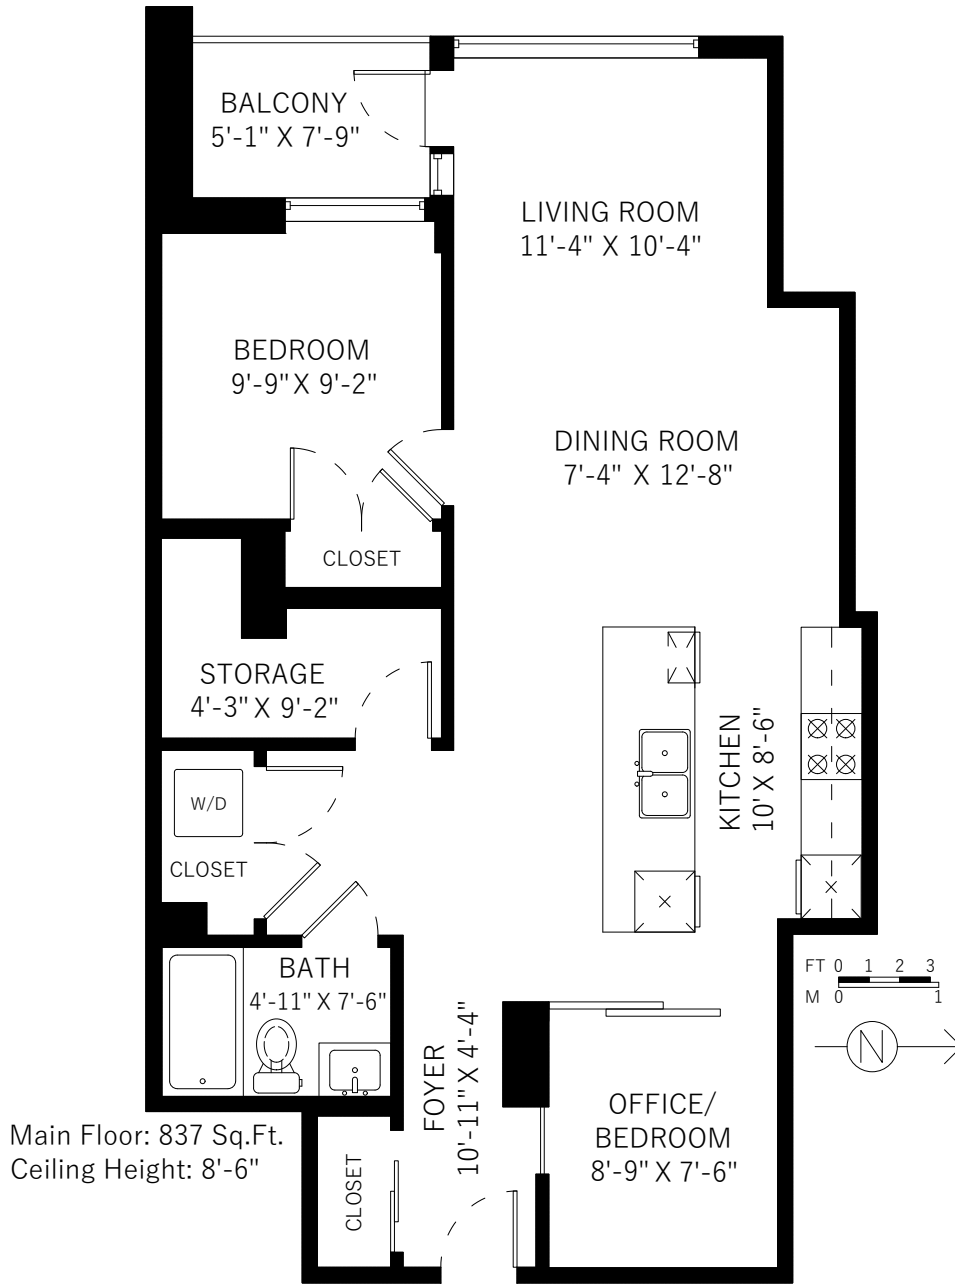 BALCONY
5'-1" X 7'-9"
LIVING ROOM
11'-4" X 10'-4"
BEDROOM
9'-9" X 9'-2"
DINING ROOM
7'-4" X 12'-8"
CLOSET
STORAGE
4'-3" X 9'-2"
KITCHEN
10' X 8'-6"
W/D
CLOSET
BATH
4'-11" X 7'-6"
FT 0 1 2 3
M 0 1
N
FOYER
10'-11" X 4'-4"
OFFICE/
BEDROOM
8'-9" X 7'-6"
Main Floor: 837 Sq.Ft.
Ceiling Height: 8'-6"
CLOSET